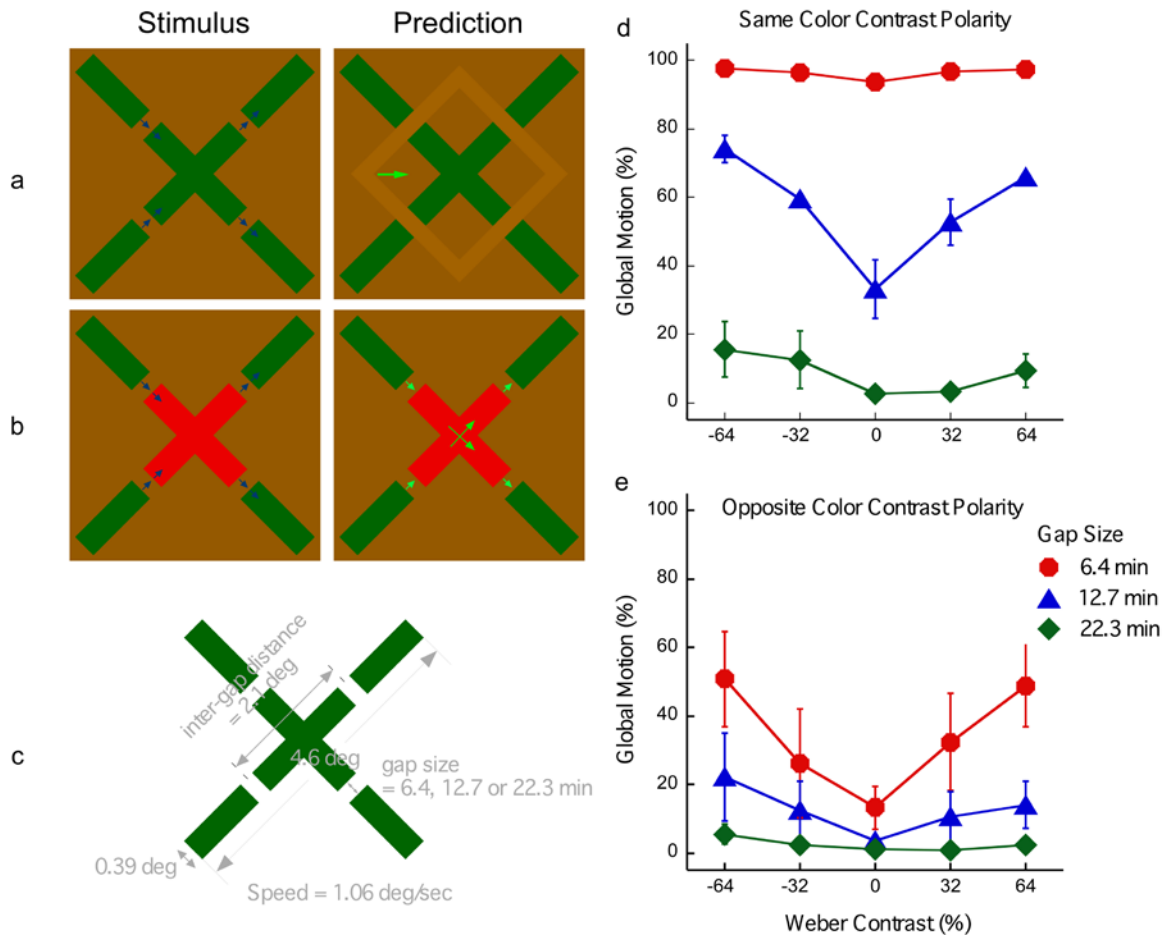 Stimulus
Prediction
a
b
c
inter-gap distance
= 2.1 deg
4.6 deg
gap size
= 6.4, 12.7 or 22.3 min
0.39 deg
Speed = 1.06 deg/sec
d
Same Color Contrast Polarity
Global Motion (%)
100
80
60
40
20
0
-64 -32 0 32 64
e
Opposite Color Contrast Polarity
Gap Size
6.4 min
12.7 min
22.3 min
Global Motion (%)
100
80
60
40
20
0
-64 -32 0 32 64
Weber Contrast (%)